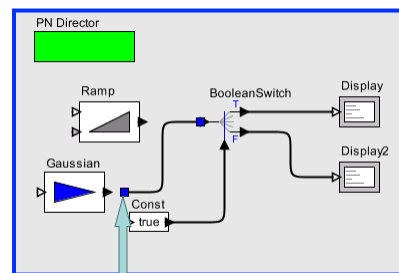 PN Director
Ramp
BooleanSwitch
Display
T
F
Display2
Gaussian
Const
true